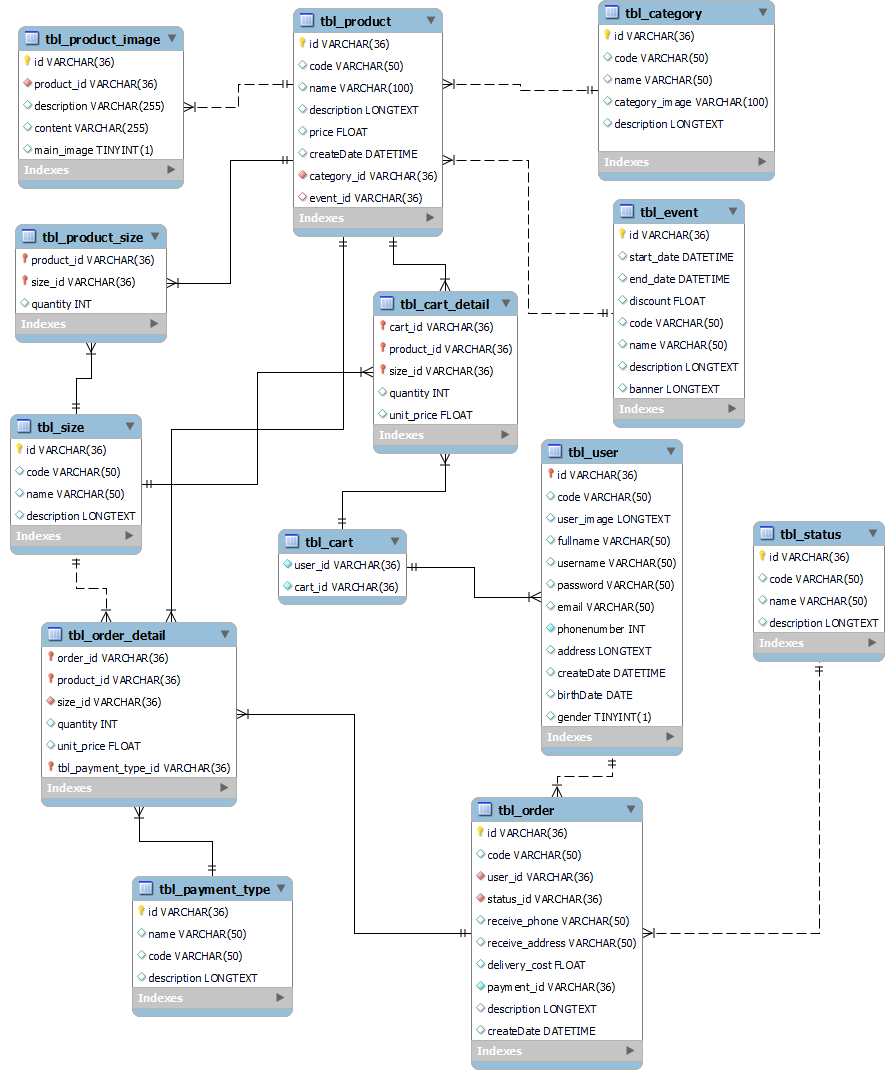 tbl_product_image
id VARCHAR(36)
product_id VARCHAR(36)
description VARCHAR(255)
content VARCHAR(255)
main_image TINYINT(1)
Indexes
tbl_product
id VARCHAR(36)
code VARCHAR(50)
name VARCHAR(100)
description LONGTEXT
price FLOAT
createDate DATETIME
category_id VARCHAR(36)
event_id VARCHAR(36)
Indexes
tbl_category
id VARCHAR(36)
code VARCHAR(50)
name VARCHAR(50)
category_image VARCHAR(100)
description LONGTEXT
Indexes
tbl_product_size
product_id VARCHAR(36)
size_id VARCHAR(36)
quantity INT
Indexes
tbl_event
id VARCHAR(36)
start_date DATETIME
end_date DATETIME
discount FLOAT
code VARCHAR(50)
name VARCHAR(50)
description LONGTEXT
banner LONGTEXT
Indexes
tbl_cart_detail
cart_id VARCHAR(36)
product_id VARCHAR(36)
size_id VARCHAR(36)
quantity INT
unit_price FLOAT
Indexes
tbl_size
id VARCHAR(36)
code VARCHAR(50)
name VARCHAR(50)
description LONGTEXT
Indexes
tbl_user
id VARCHAR(36)
code VARCHAR(50)
user_image LONGTEXT
fullname VARCHAR(50)
username VARCHAR(50)
password VARCHAR(50)
email VARCHAR(50)
phonenumber INT
address LONGTEXT
createDate DATETIME
birthDate DATE
gender TINYINT(1)
Indexes
tbl_cart
user_id VARCHAR(36)
cart_id VARCHAR(36)
tbl_status
id VARCHAR(36)
code VARCHAR(50)
name VARCHAR(50)
description LONGTEXT
Indexes
tbl_order_detail
order_id VARCHAR(36)
product_id VARCHAR(36)
size_id VARCHAR(36)
quantity INT
unit_price FLOAT
tbl_payment_type_id VARCHAR(36)
Indexes
tbl_order
id VARCHAR(36)
code VARCHAR(50)
user_id VARCHAR(36)
status_id VARCHAR(36)
receive_phone VARCHAR(50)
receive_address VARCHAR(50)
delivery_cost FLOAT
payment_id VARCHAR(36)
description LONGTEXT
createDate DATETIME
Indexes
tbl_payment_type
id VARCHAR(36)
name VARCHAR(50)
code VARCHAR(50)
description LONGTEXT
Indexes